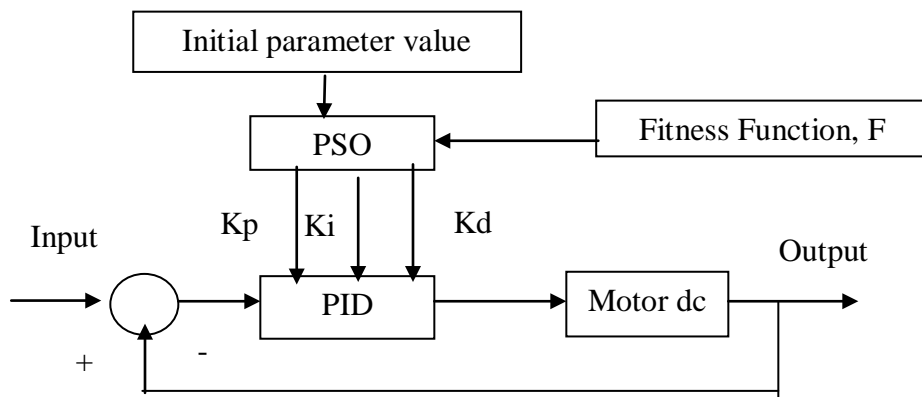 Initial parameter value
PSO
Fitness Function, F
Kp
Ki
Kd
Input
Output
PID
Motor dc
+
-